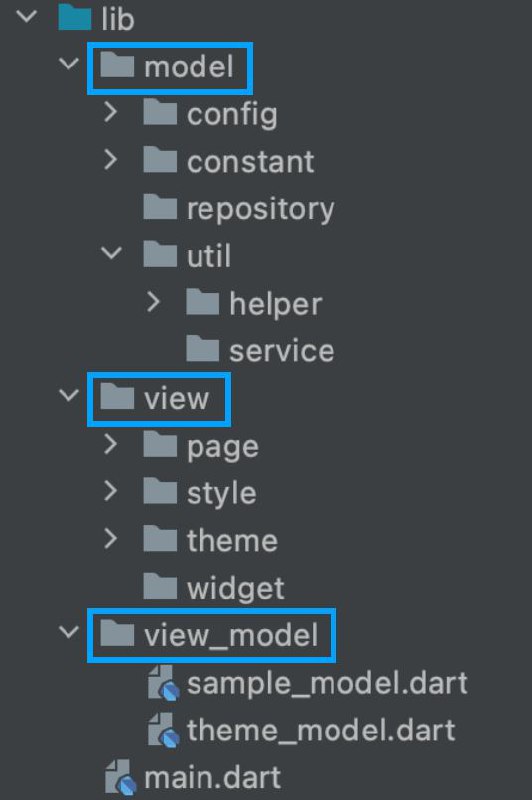 lib
model
config
constant
repository
util
helper
service
view
page
style
theme
widget
view_model
sample_model.dart
theme_model.dart
main.dart